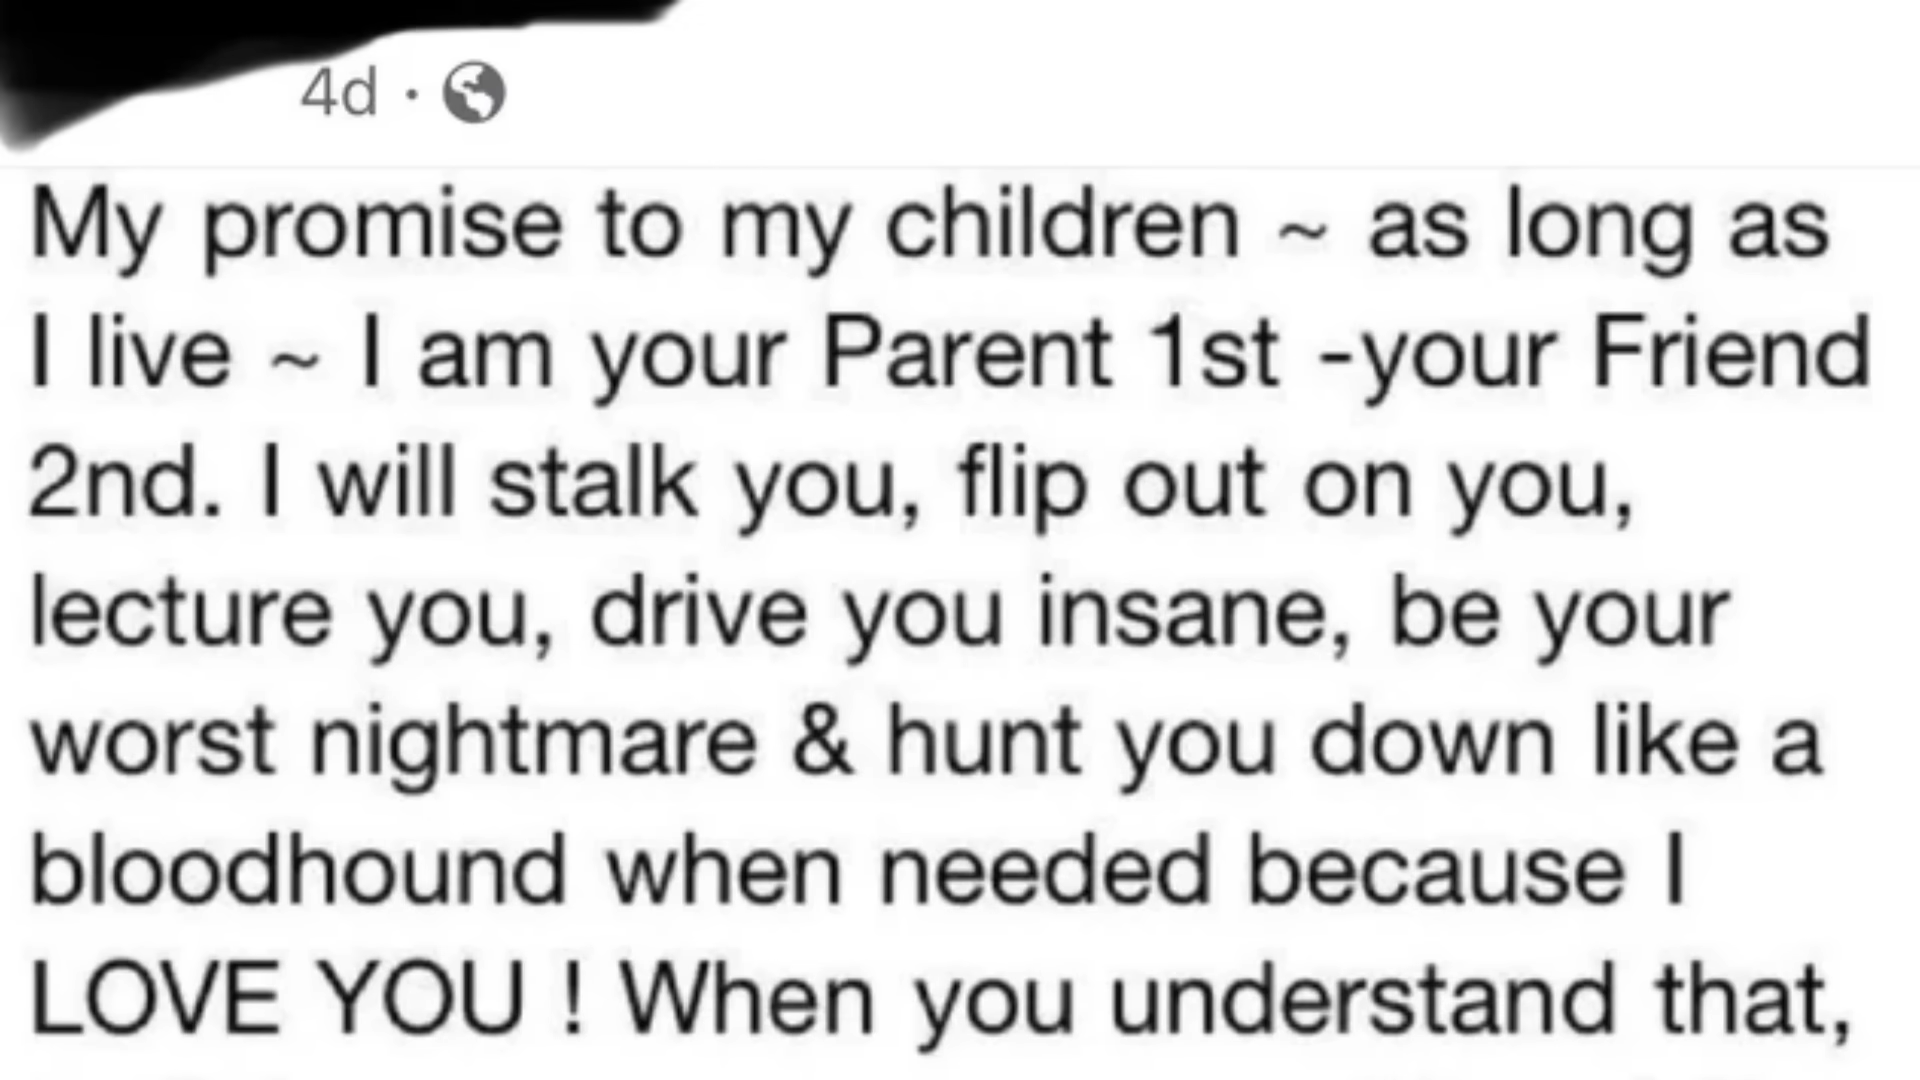 4d ·
My promise to my children ~ as long as
I live ~ I am your Parent 1st -your Friend
2nd. I will stalk you, flip out on you,
lecture you, drive you insane, be your
worst nightmare & hunt you down like a
bloodhound when needed because I
LOVE YOU ! When you understand that,